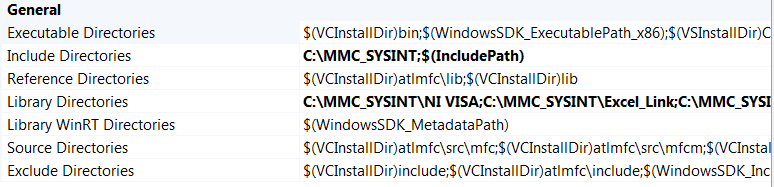 General
Executable Directories $(VCInstallDir)bin;$(WindowsSDK_ExecutablePath_x86);$(VSInstallDir)C
Include Directories C:\MMC_SYSINT;$(IncludePath)
Reference Directories $(VCInstallDir)atlmfc\lib;$(VCInstallDir)lib
Library Directories C:\MMC_SYSINT\NI VISA;C:\MMC_SYSINT\Excel_Link;C:\MMC_SYSI
Library WinRT Directories $(WindowsSDK_MetadataPath)
Source Directories $(VCInstallDir)atlmfc\src\mfc;$(VCInstallDir)atlmfc\src\mfcm;$(VCInstal
Exclude Directories $(VCInstallDir)include;$(VCInstallDir)atlmfc\include;$(WindowsSDK_Inc